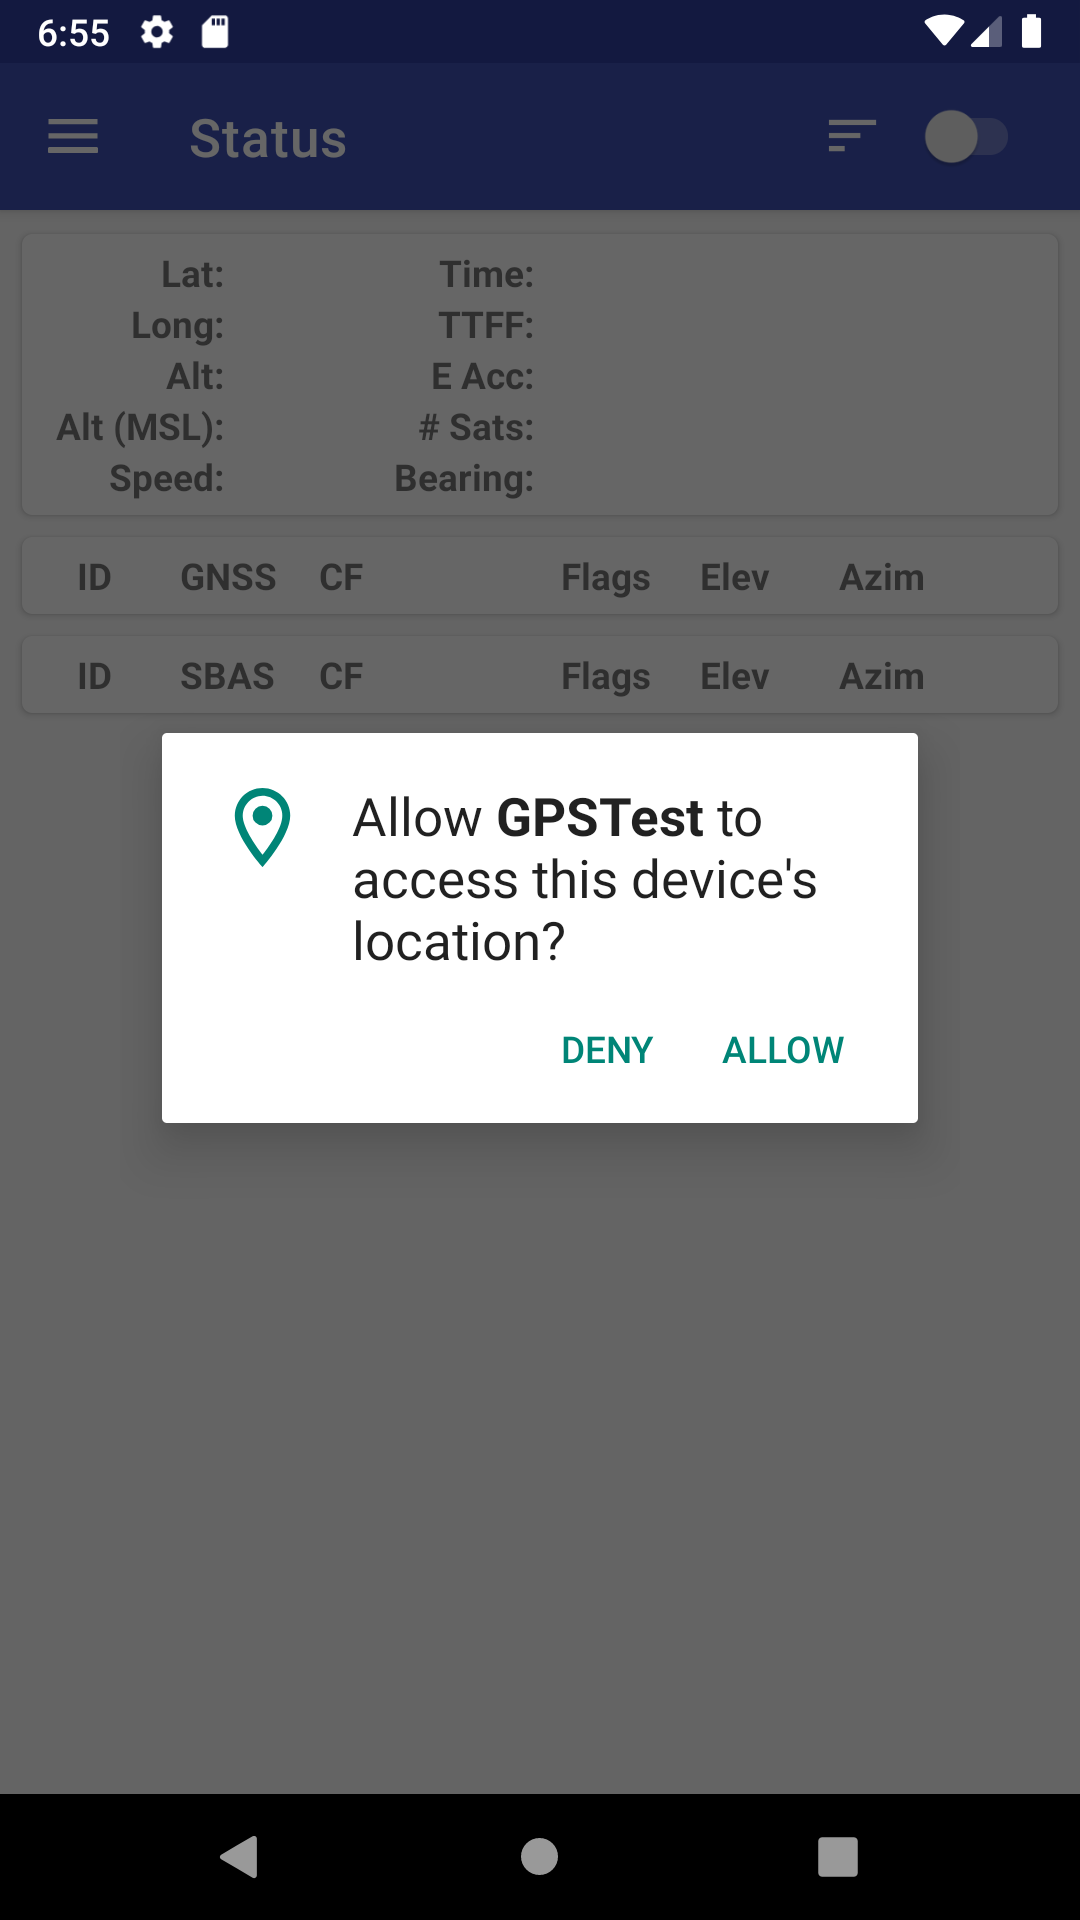 6:55
Status
Lat: Time:
Long: TTFF:
Alt: E Acc:
Alt (MSL): # Sats:
Speed: Bearing:
ID GNSS CF Flags Elev Azim
ID SBAS CF Flags Elev Azim
Allow GPSTest to
access this device's
location?
DENY ALLOW